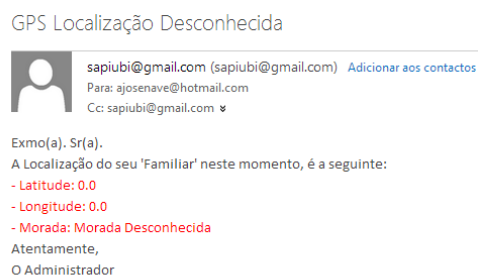 GPS Localização Desconhecida
sapiubi@gmail.com (sapiubi@gmail.com) Adicionar aos contactos
Para: ajosenave@hotmail.com
Cc: sapiubi@gmail.com
Exmo(a). Sr(a).
A Localização do seu 'Familiar' neste momento, é a seguinte:
- Latitude: 0.0
- Longitude: 0.0
- Morada: Morada Desconhecida
Atentamente,
O Administrador